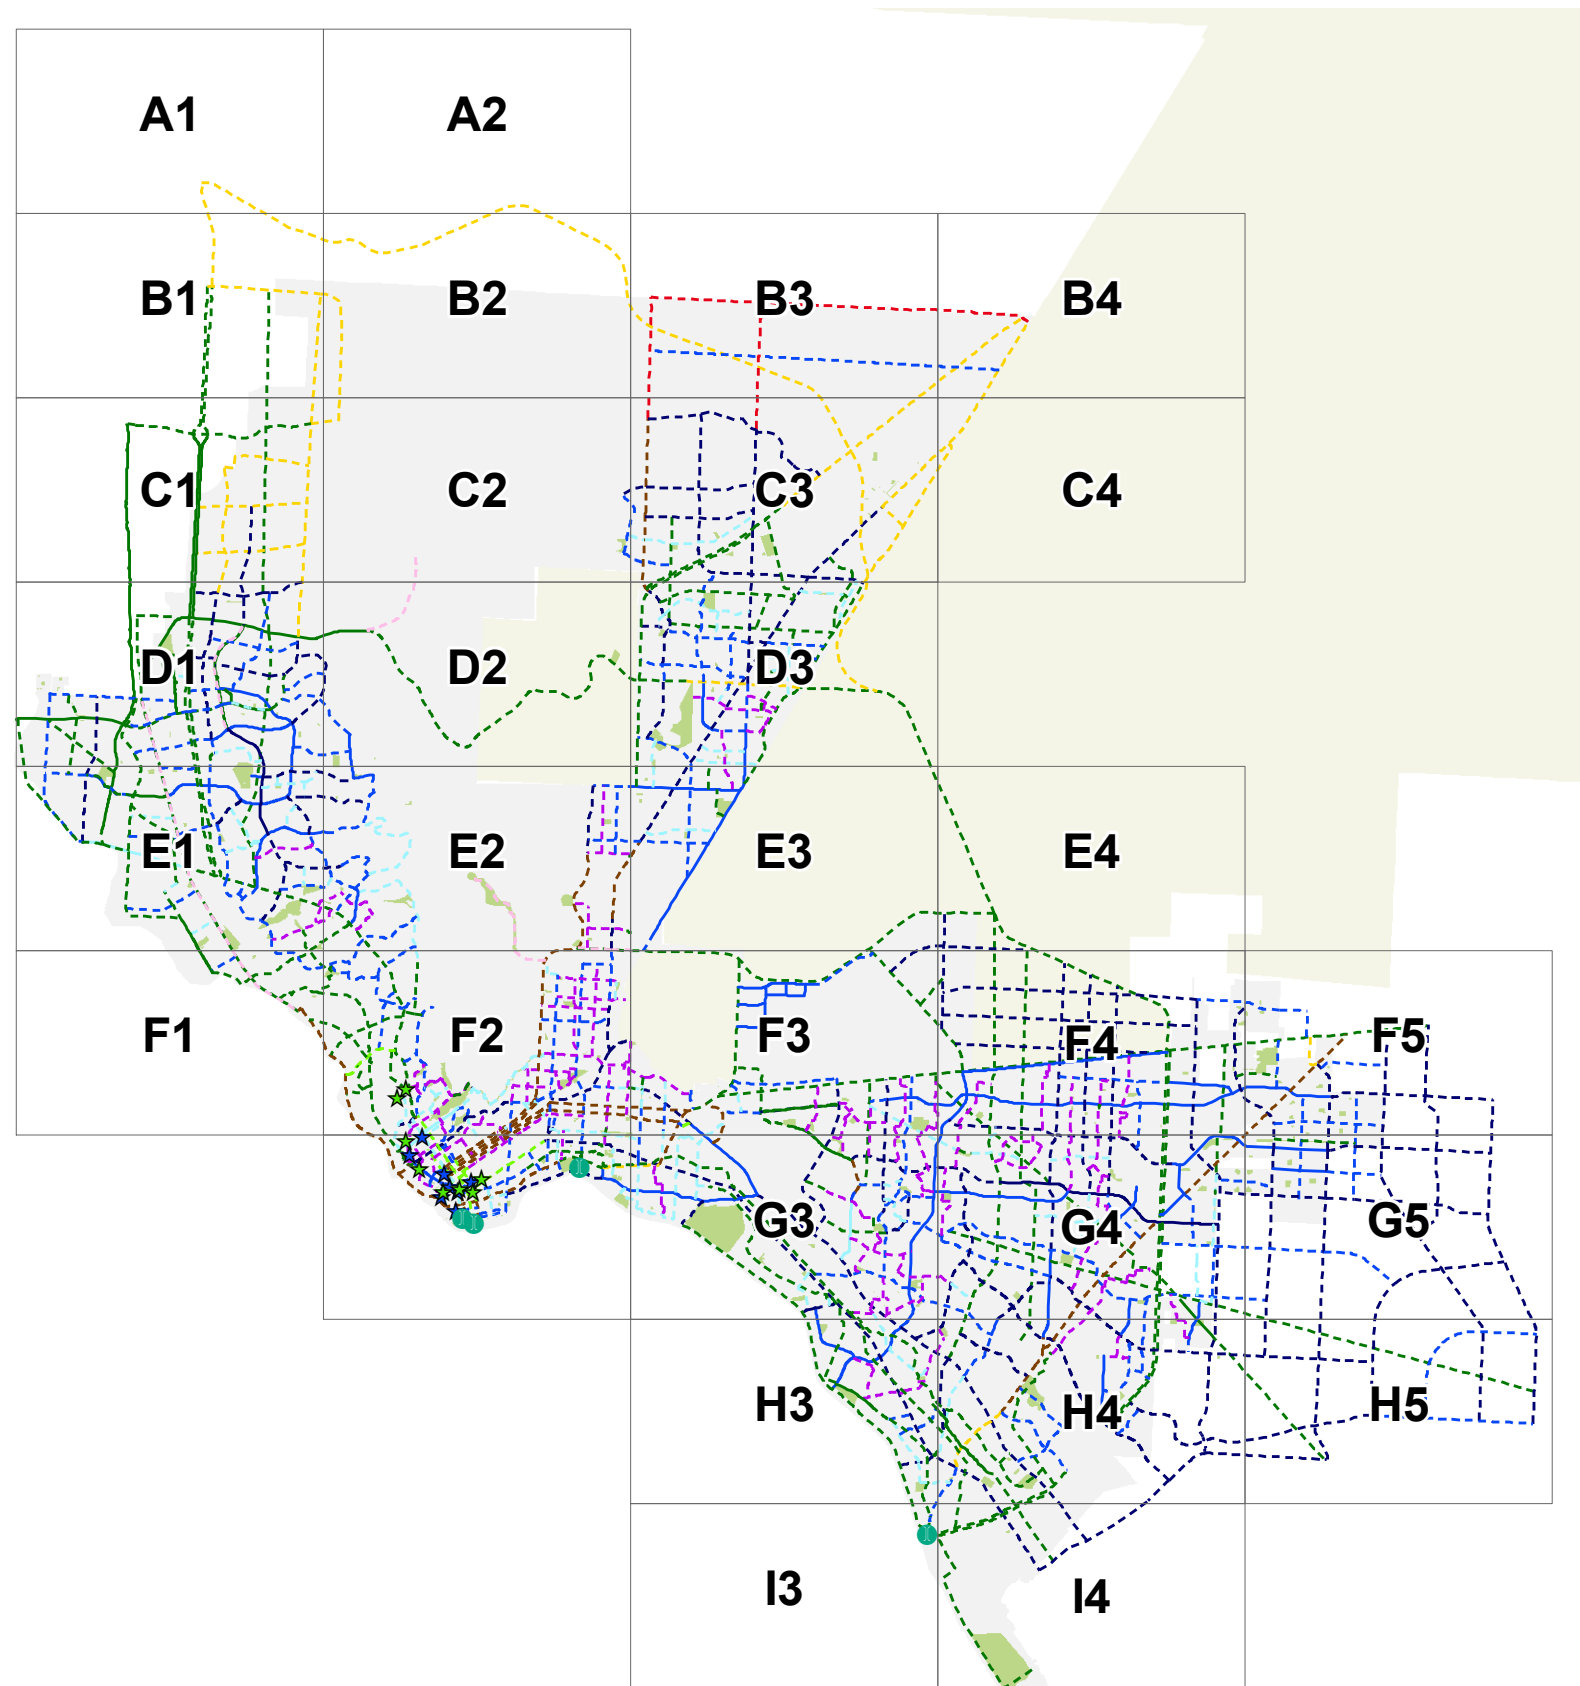 A1 A2
B1 B2 B3 B4
C1 C2 C3 C4
D1 D2 D3
E1 E2 E3 E4
F1 F2 F3 F4 F5
G3 G4 G5
H3 H4 H5
I3 I4